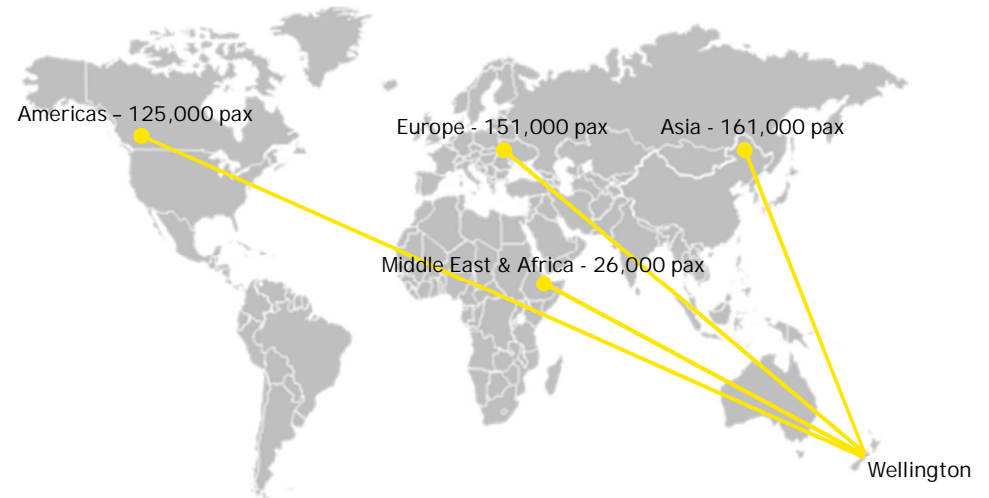 Americas – 125,000 pax
Europe - 151,000 pax
Asia - 161,000 pax
Middle East & Africa - 26,000 pax
Wellington